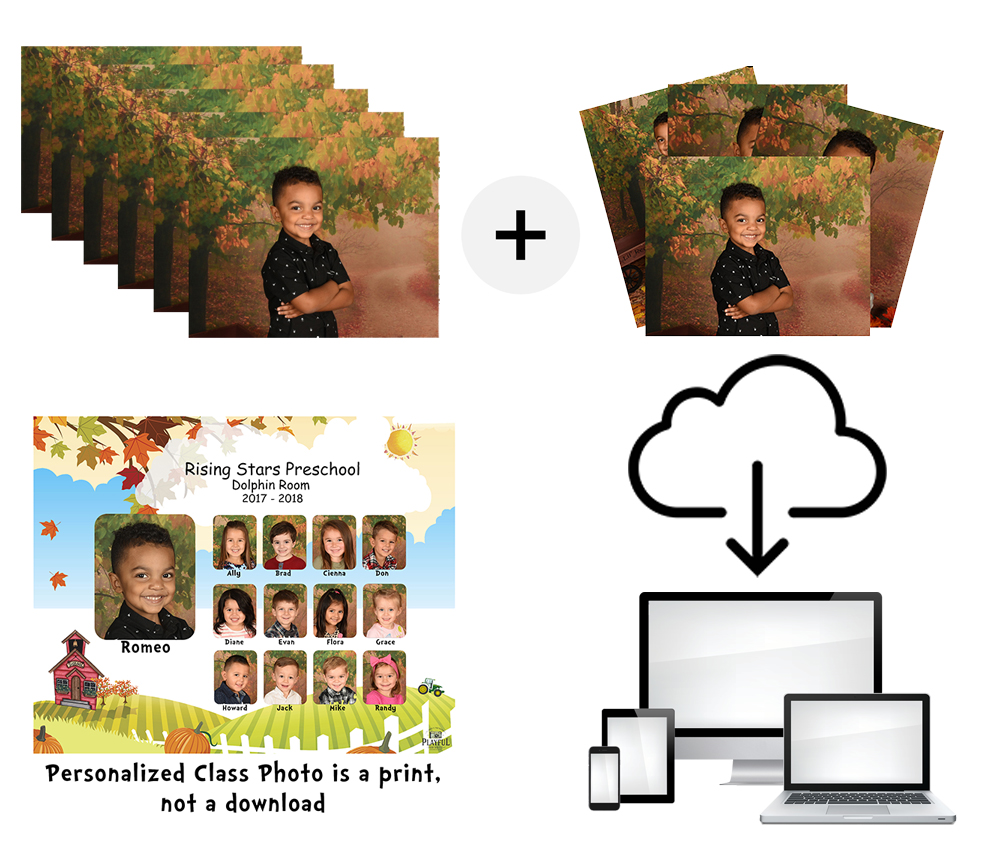 +
Rising Stars Preschool
Dolphin Room
2017 - 2018
Ally Brad Cienna Don
Diane Evan Flora Grace
Romeo
Howard Jack Mike Randy
PLAYFUL
Personalized Class Photo is a print,
not a download